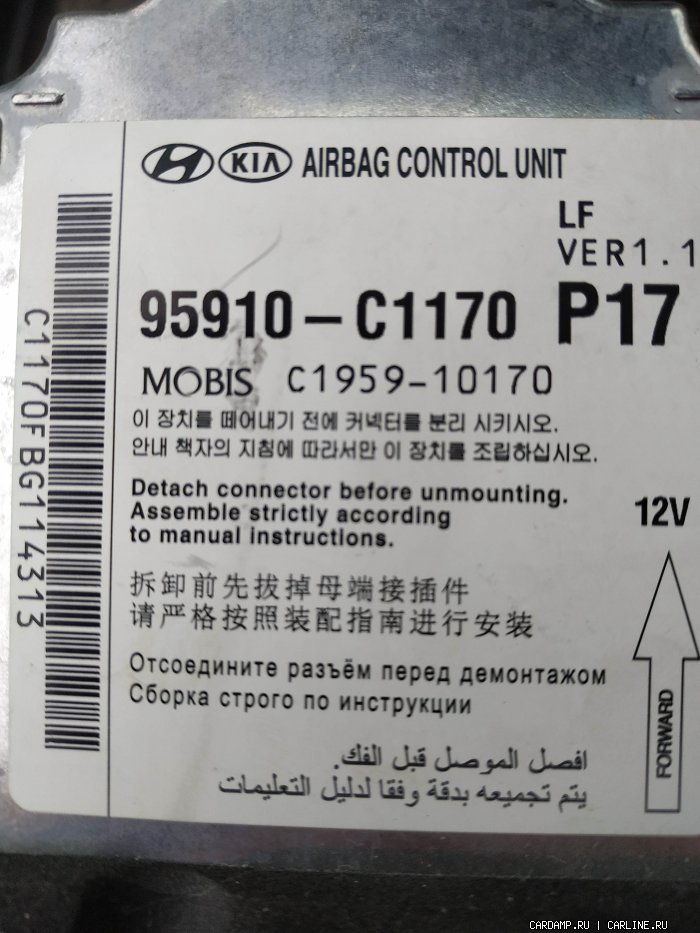 KIA AIRBAG CONTROL UNIT
LF
VER1.1
95910-C1170 P17
MOBIS C1959-10170
이 장치를 떼어내기 전에 커넥터를 분리 시키시오.
안내 책자의 지침에 따라서만 이 장치를 조립하십시오.
Detach connector before unmounting.
Assemble strictly according
to manual instructions.
12V
拆卸前先拔掉母端接插件
请严格按照装配指南进行安装
Отсоедините разъём перед демонтажом
Сборка строго по инструкции
افصل الموصل قبل الفك.
يتم تجميعه بدقة وفقا لدليل التعليمات
FORWARD
C1170FBG114313
CARDAMP.RU | CARLINE.RU